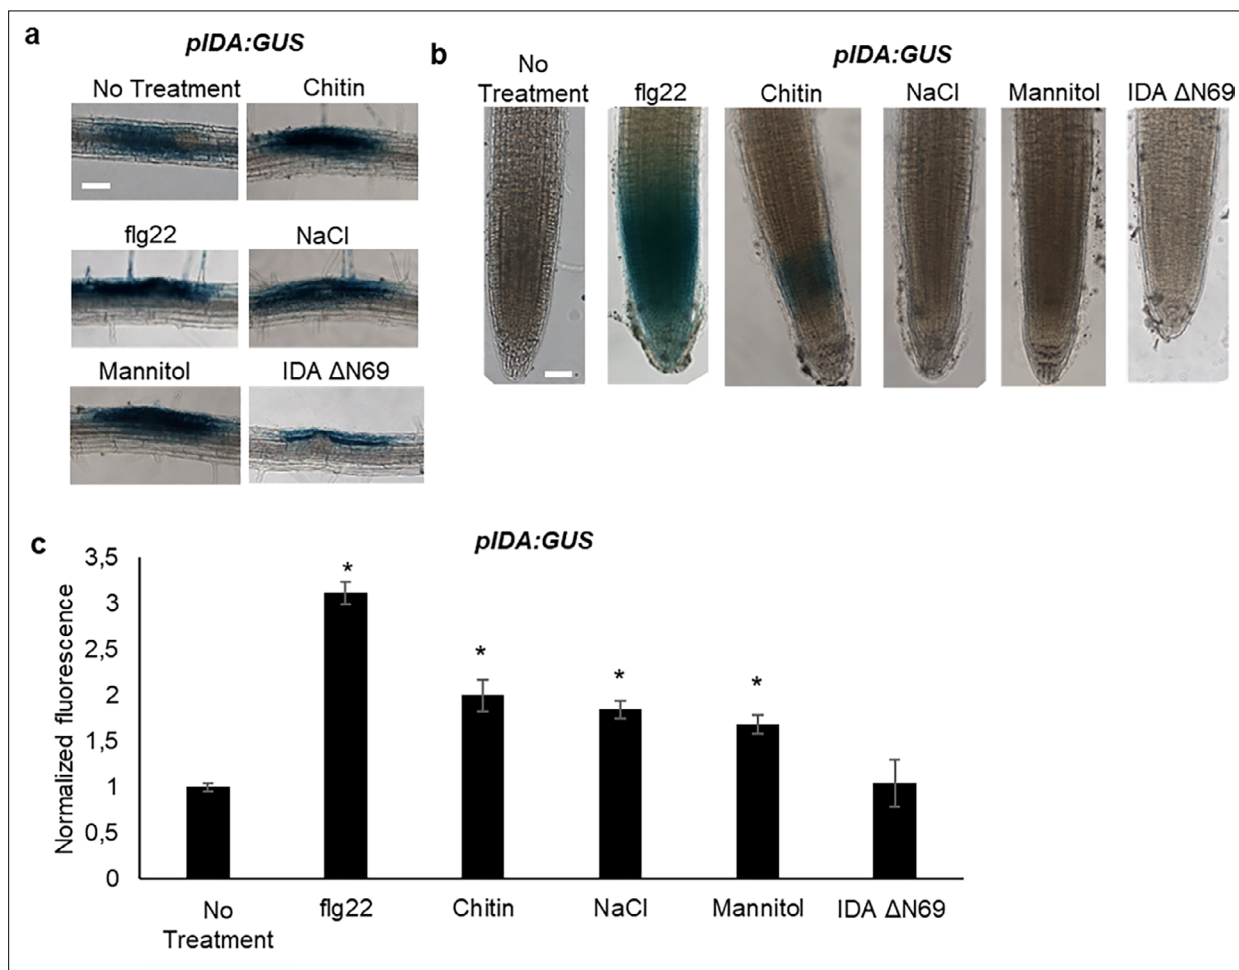 a
pIDA:GUS
No Treatment
Chitin
flg22
NaCl
Mannitol
IDA ΔN69
b
pIDA:GUS
No
Treatment
flg22
Chitin
NaCl
Mannitol
IDA ΔN69
c
pIDA:GUS
Normalized fluorescence
3,5
3
2,5
2
1,5
1
0,5
0
*
*
*
*
No
Treatment
flg22
Chitin
NaCl
Mannitol
IDA ΔN69